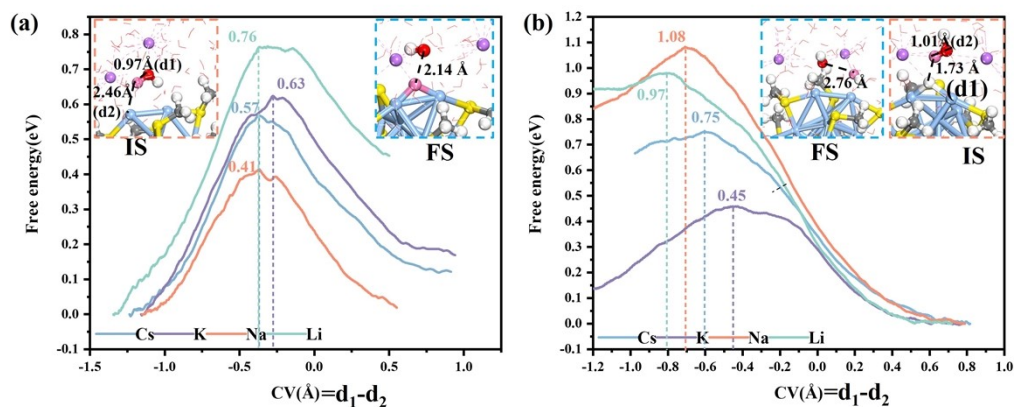 (a)
0.97Å(d1)
2.46Å
(d2)
IS
0.76
0.63
0.57
0.41
2.14 Å
FS
Free energy(eV)
0.8
0.7
0.6
0.5
0.4
0.3
0.2
0.1
0.0
-0.1
Cs K Na Li
-1.5 -1.0 -0.5 0.0 0.5 1.0
CV(Å)=d₁-d₂
(b)
1.08
0.97
0.75
0.45
2.76 Å
FS
1.01Å(d2)
1.73 Å
(d1)
IS
Free energy(eV)
1.2
1.1
1.0
0.9
0.8
0.7
0.6
0.5
0.4
0.3
0.2
0.1
0.0
-0.1
Cs K Na Li
-1.2 -1.0 -0.8 -0.6 -0.4 -0.2 0.0 0.2 0.4 0.6 0.8 1.0
CV(Å)=d₁-d₂